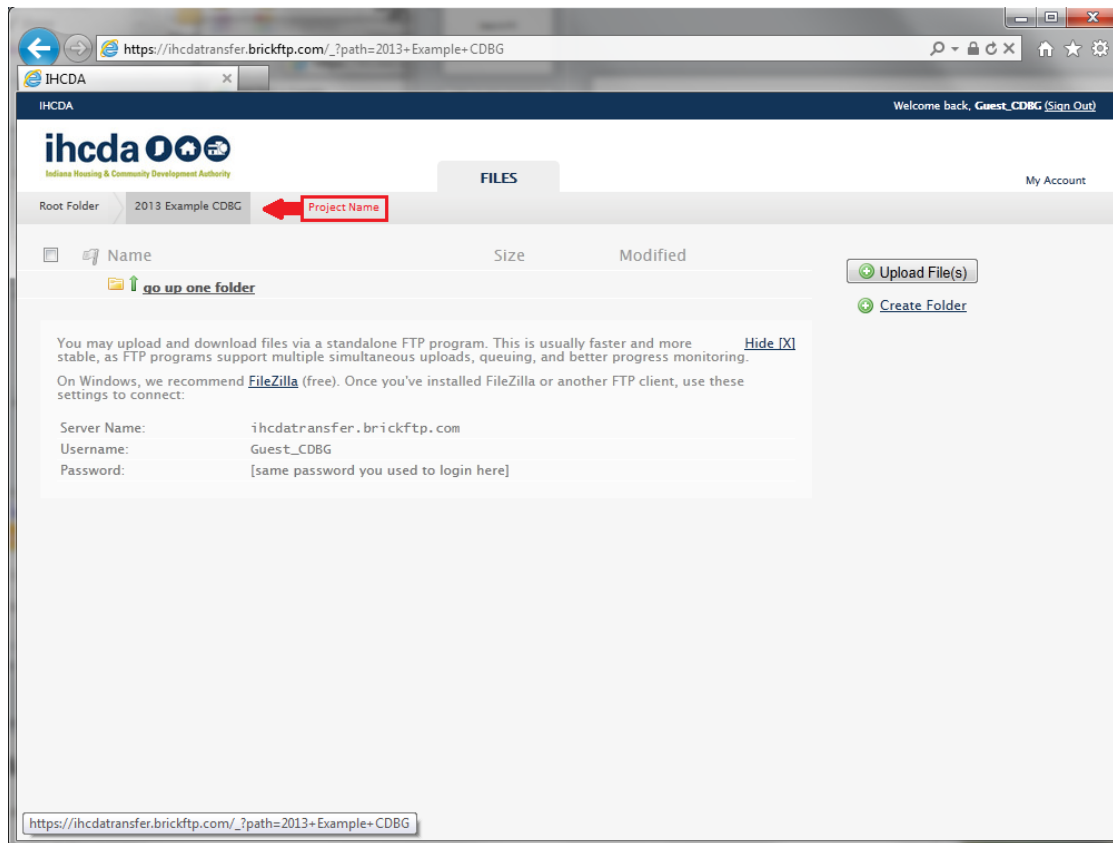 https://ihcdatransfer.brickftp.com/_?path=2013+Example+CDBG
IHCDA
IHCDA
Welcome back, Guest_CDBG (Sign Out)
ihcda
Indiana Housing & Community Development Authority
FILES
My Account
Root Folder
2013 Example CDBG
Project Name
Name
Size
Modified
Upload File(s)
go up one folder
Create Folder
You may upload and download files via a standalone FTP program. This is usually faster and more
Hide [X]
stable, as FTP programs support multiple simultaneous uploads, queuing, and better progress monitoring.
On Windows, we recommend FileZilla (free). Once you've installed FileZilla or another FTP client, use these
settings to connect:
Server Name: ihcdatransfer.brickftp.com
Username: Guest_CDBG
Password: [same password you used to login here]
https://ihcdatransfer.brickftp.com/_?path=2013+Example+CDBG